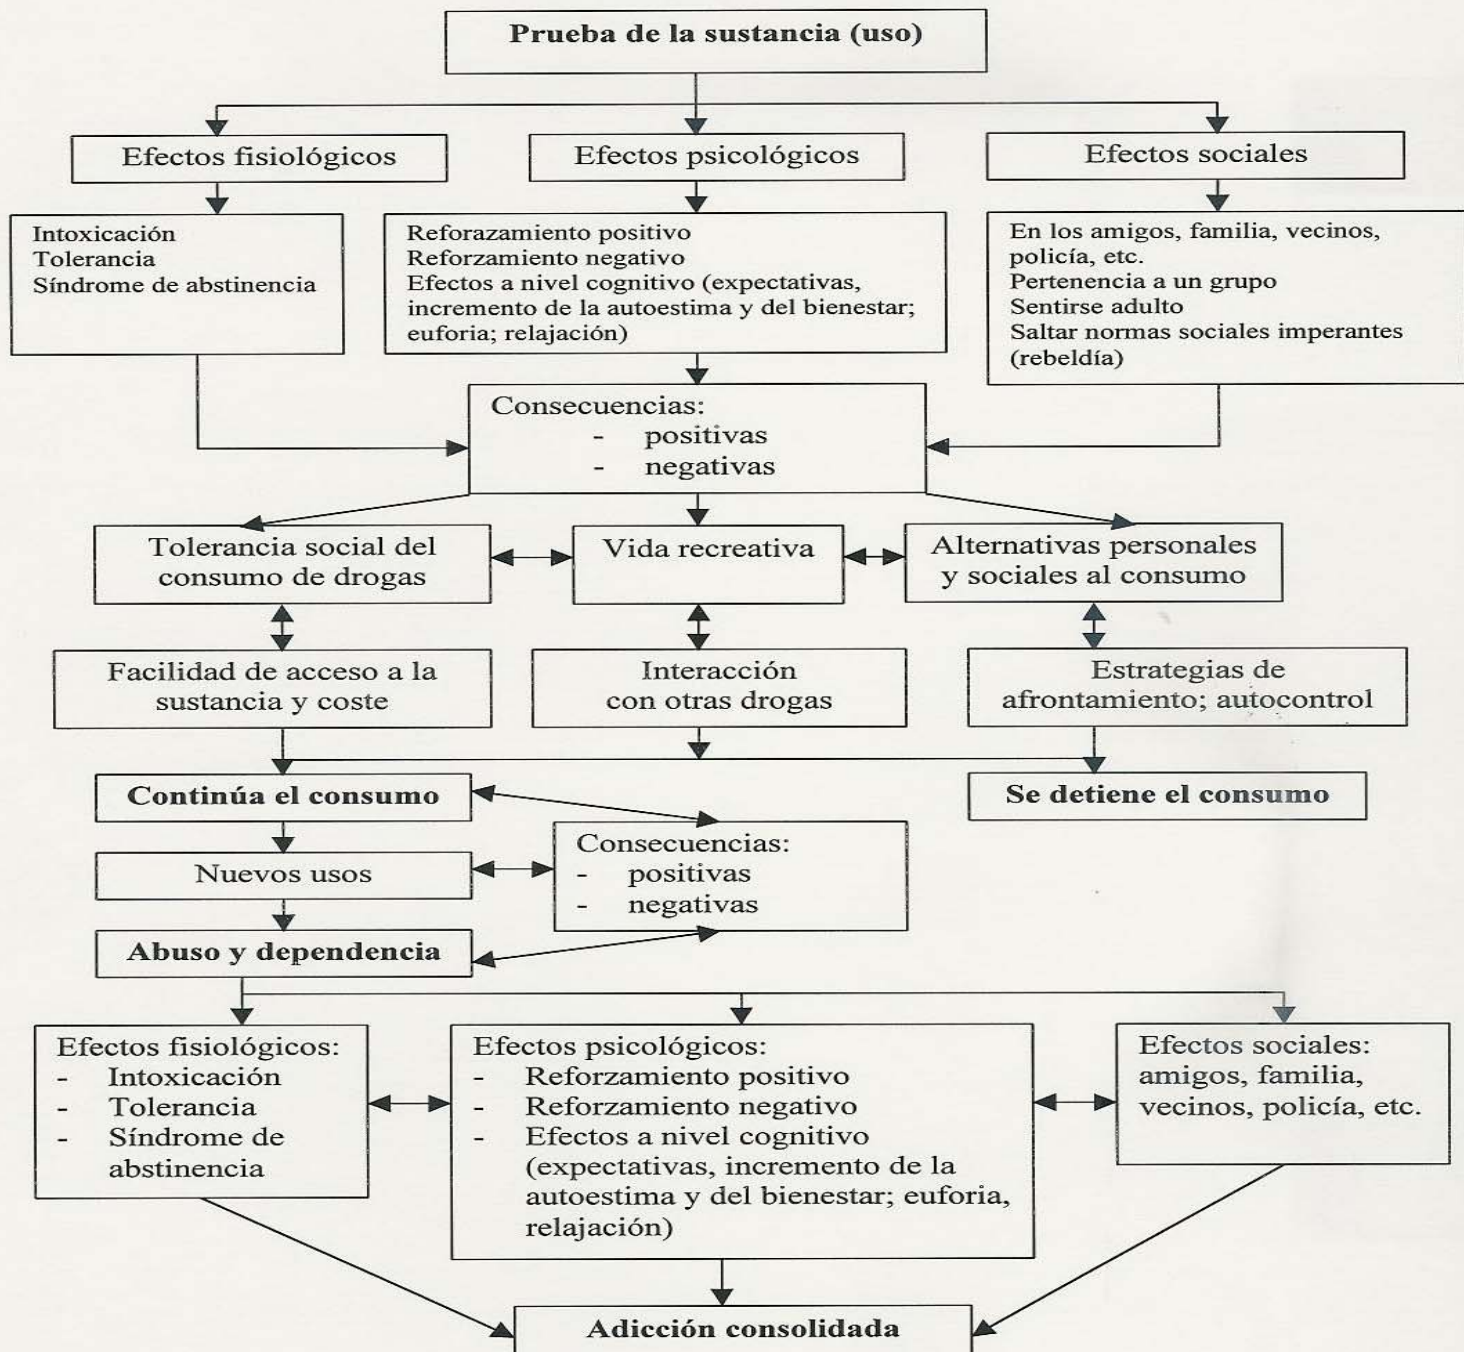 Prueba de la sustancia (uso)
Efectos fisiológicos
Efectos psicológicos
Efectos sociales
Intoxicación
Tolerancia
Síndrome de abstinencia
Reforazamiento positivo
Reforzamiento negativo
Efectos a nivel cognitivo (expectativas,
incremento de la autoestima y del bienestar;
euforia; relajación)
En los amigos, familia, vecinos,
policía, etc.
Pertenencia a un grupo
Sentirse adulto
Saltar normas sociales imperantes
(rebeldía)
Consecuencias:
- positivas
- negativas
Tolerancia social del
consumo de drogas
Vida recreativa
Alternativas personales
y sociales al consumo
Facilidad de acceso a la
sustancia y coste
Interacción
con otras drogas
Estrategias de
afrontamiento; autocontrol
Continúa el consumo
Se detiene el consumo
Nuevos usos
Consecuencias:
- positivas
- negativas
Abuso y dependencia
Efectos fisiológicos:
- Intoxicación
- Tolerancia
- Síndrome de
abstinencia
Efectos psicológicos:
- Reforzamiento positivo
- Reforzamiento negativo
- Efectos a nivel cognitivo
(expectativas, incremento de la
autoestima y del bienestar; euforia,
relajación)
Efectos sociales:
amigos, familia,
vecinos, policía, etc.
Adicción consolidada